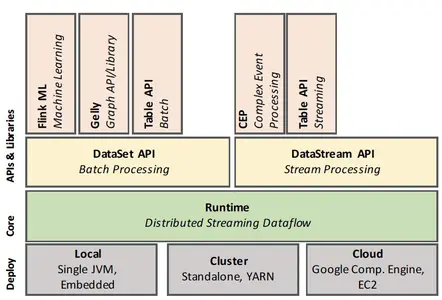 Flink ML
Machine Learning
Gelly
Graph API/Library
Table API
Batch
CEP
Complex Event
Processing
Table API
Streaming
APIs & Libraries
DataSet API
Batch Processing
DataStream API
Stream Processing
Core
Runtime
Distributed Streaming Dataflow
Deploy
Local
Single JVM,
Embedded
Cluster
Standalone, YARN
Cloud
Google Comp. Engine,
EC2